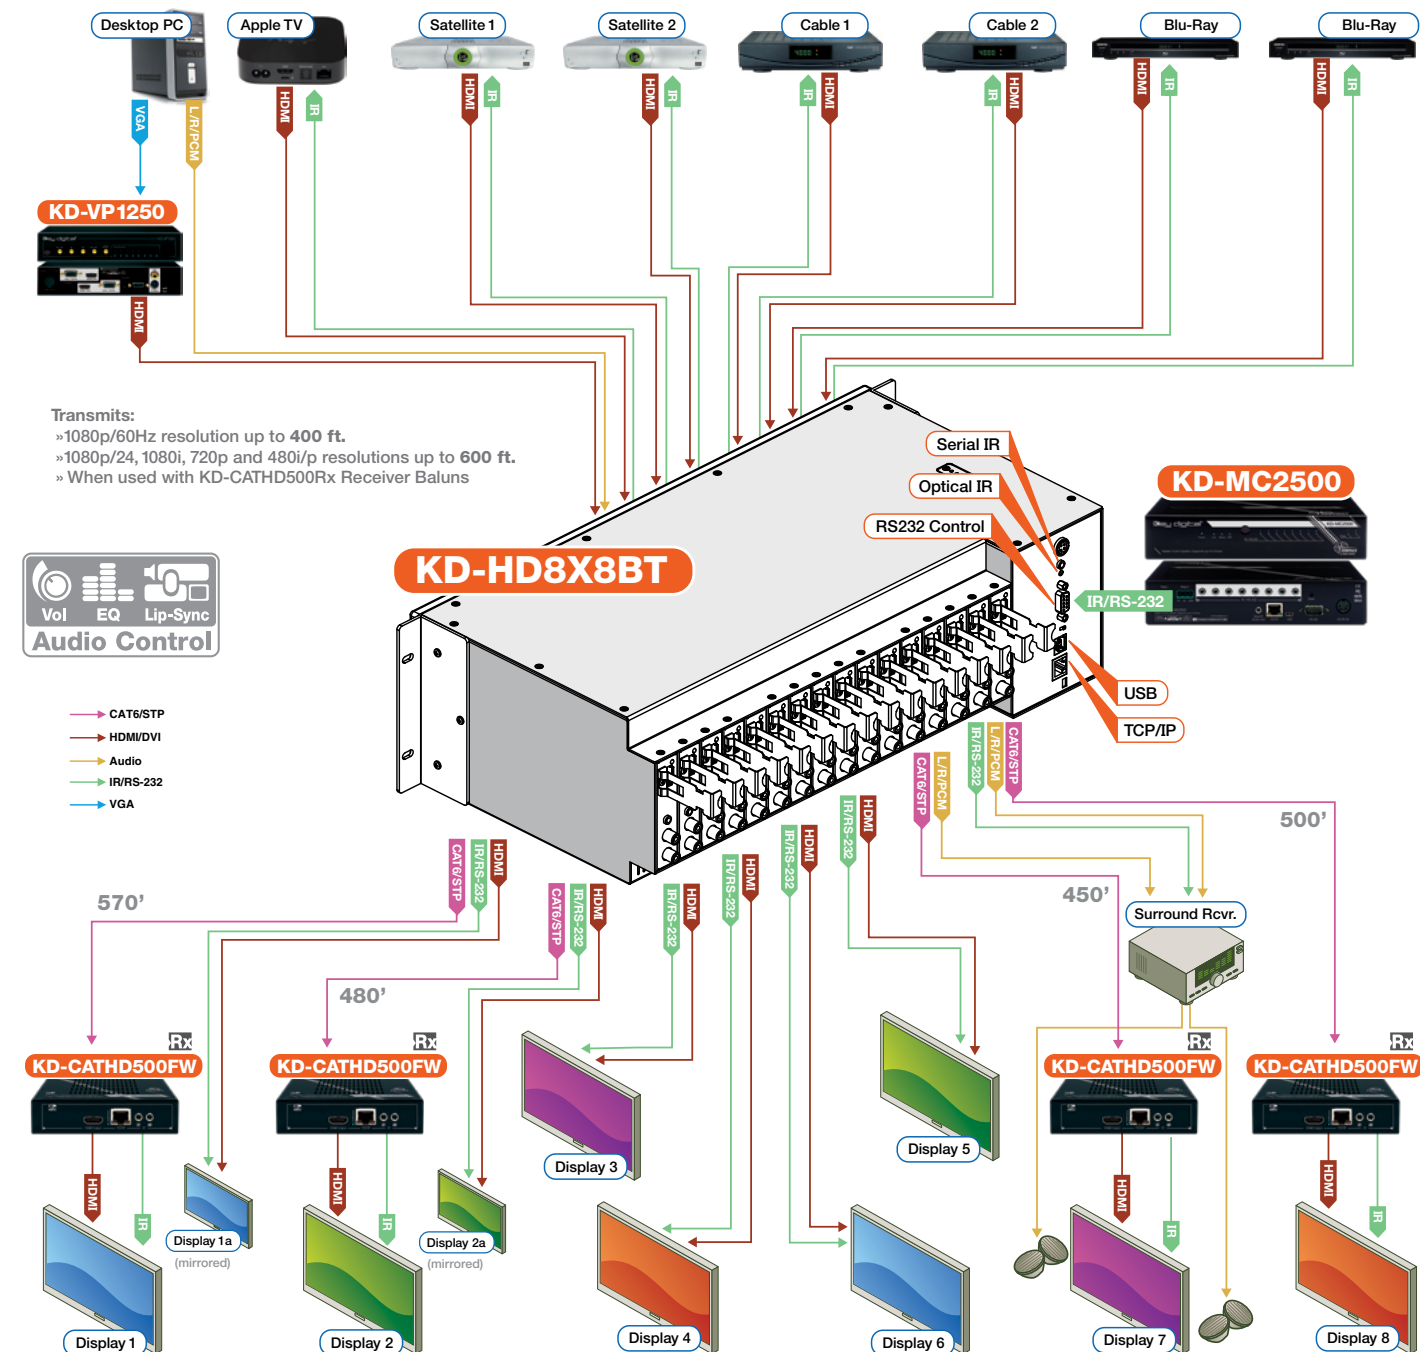 Desktop PC
Apple TV
Satellite 1
Satellite 2
Cable 1
Cable 2
Blu-Ray
Blu-Ray
VGA
L/R/PCM
HDMI
IR
HDMI
IR
HDMI
IR
IR
HDMI
IR
HDMI
HDMI
IR
HDMI
IR
KD-VP1250
HDMI
Transmits:
»1080p/60Hz resolution up to 400 ft.
»1080p/24, 1080i, 720p and 480i/p resolutions up to 600 ft.
» When used with KD-CATHD500Rx Receiver Baluns
Serial IR
Optical IR
RS232 Control
KD-MC2500
KD-HD8X8BT
IR/RS-232
Vol
EQ
Lip-Sync
Audio Control
USB
TCP/IP
CAT6/STP
HDMI/DVI
Audio
IR/RS-232
VGA
CAT6/STP
IR/RS-232
HDMI
CAT6/STP
IR/RS-232
HDMI
IR/RS-232
HDMI
IR/RS-232
HDMI
IR/RS-232
HDMI
IR/RS-232
HDMI
CAT6/STP
L/R/PCM
IR/RS-232
L/R/PCM
CAT6/STP
570’
480’
450’
500’
Surround Rcvr.
Rx
KD-CATHD500FW
Rx
KD-CATHD500FW
Rx
KD-CATHD500FW
Rx
KD-CATHD500FW
HDMI
IR
HDMI
IR
HDMI
IR
HDMI
IR
Display 3
Display 5
Display 1a
(mirrored)
Display 2a
(mirrored)
Display 1
Display 2
Display 4
Display 6
Display 7
Display 8